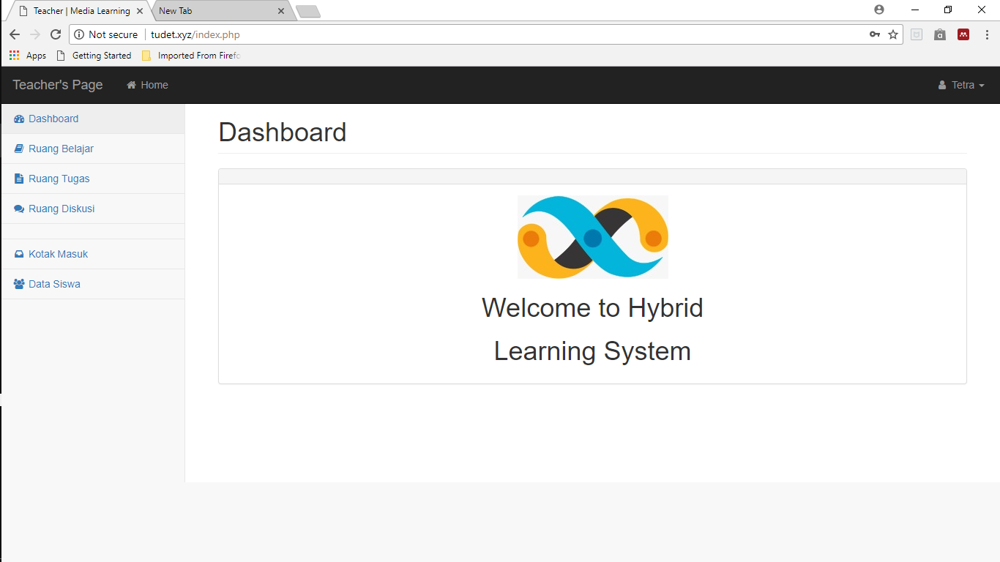 Teacher | Media Learning
New Tab
Not secure
tudet.xyz/index.php
Apps
Getting Started
Imported From Firefo
Teacher's Page
Home
Tetra
Dashboard
Ruang Belajar
Ruang Tugas
Ruang Diskusi
Kotak Masuk
Data Siswa
Dashboard
Welcome to Hybrid
Learning System